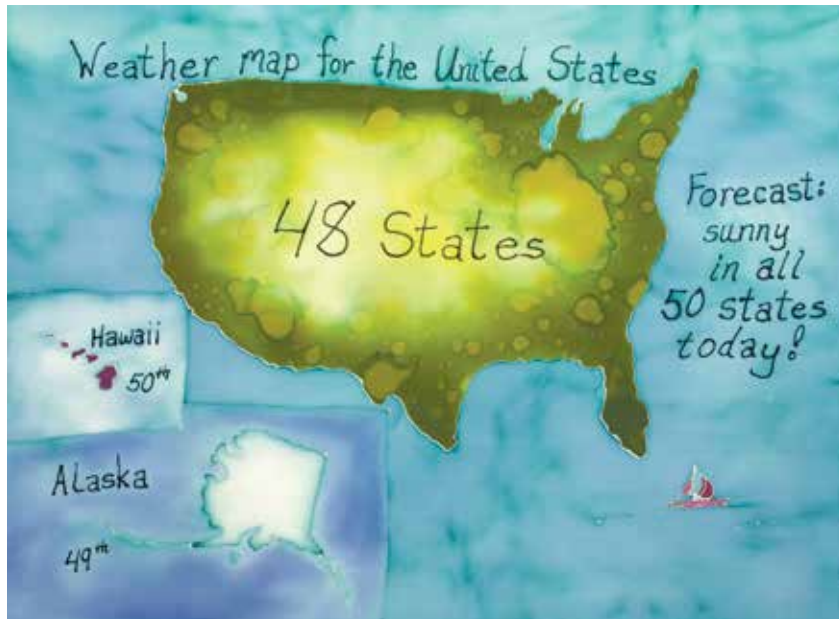 Weather map for the United States
48 States
Forecast:
sunny
in all
50 states
today!
Hawaii
50th
Alaska
49th